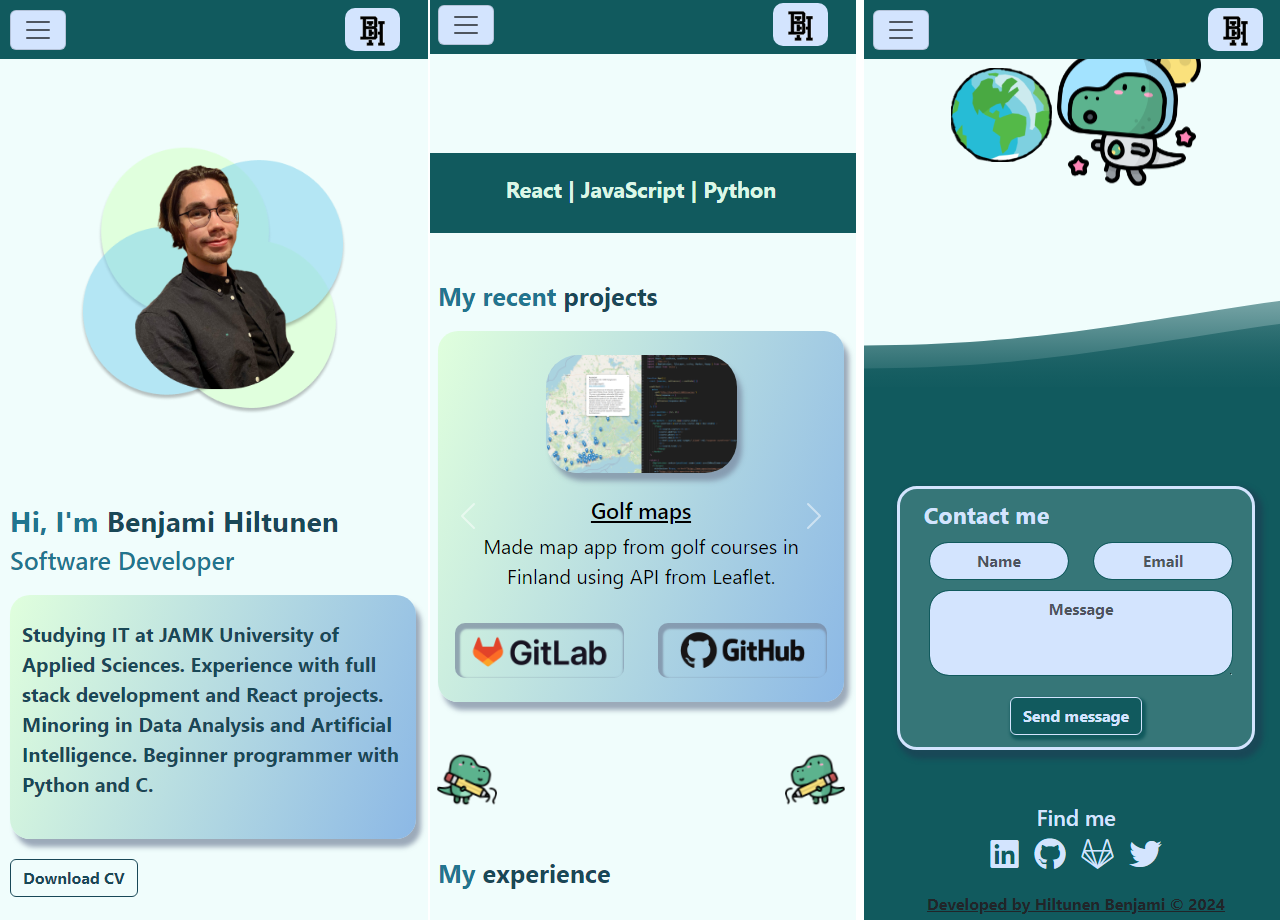 BH
Hi, I'm Benjami Hiltunen
Software Developer
Studying IT at JAMK University of
Applied Sciences. Experience with full
stack development and React projects.
Minoring in Data Analysis and Artificial
Intelligence. Beginner programmer with
Python and C.
Download CV
BH
React | JavaScript | Python
My recent projects
Golf maps
Made map app from golf courses in
Finland using API from Leaflet.
GitLab
GitHub
My experience
BH
Contact me
Name
Email
Message
Send message
Find me
in
Developed by Hiltunen Benjami © 2024